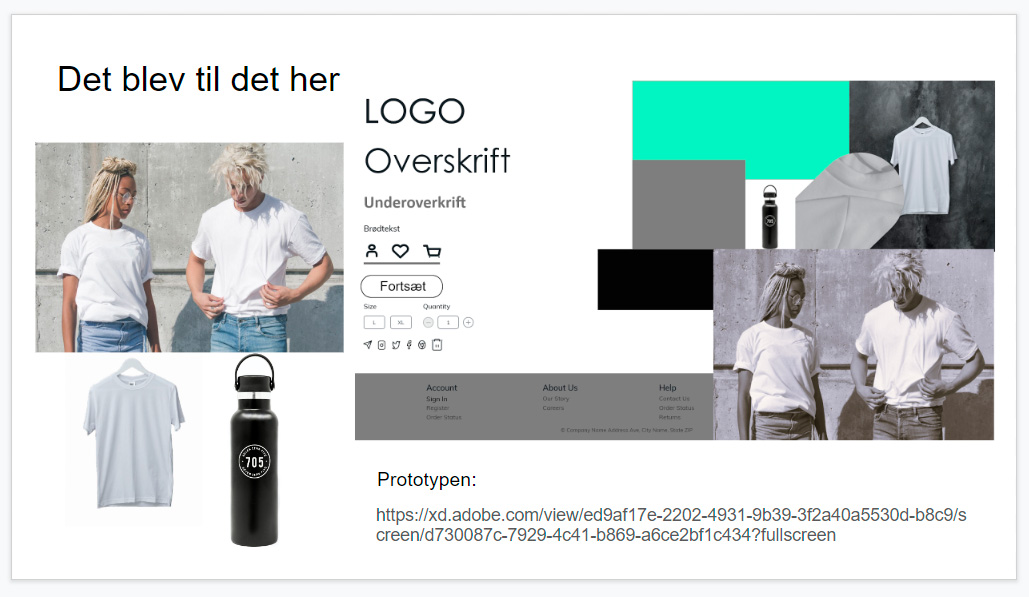 Det blev til det her
LOGO
Overskrift
Underoverkrift
Brødtekst
Fortsæt
Size Quantity
L XL 1
Account About Us Help
Sign In Our Story Contact Us
Register Careers Order Status
Order Status Returns
© Company Name Address Ave, City Name, State ZIP
705
705
Prototypen:
https://xd.adobe.com/view/ed9af17e-2202-4931-9b39-3f2a40a5530d-b8c9/s
creen/d730087c-7929-4c41-b869-a6ce2bf1c434?fullscreen